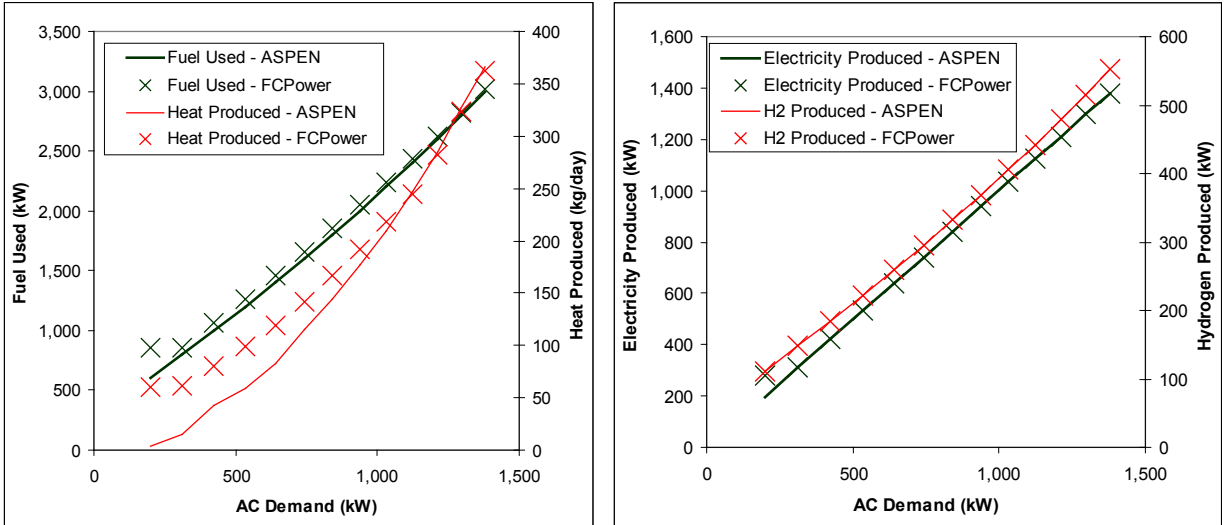 3,500
3,000
2,500
2,000
1,500
1,000
500
0
Fuel Used (kW)
Fuel Used - ASPEN
Fuel Used - FCPower
Heat Produced - ASPEN
Heat Produced - FCPower
400
350
300
250
200
150
100
50
0
Heat Produced (kg/day)
0
500
1,000
1,500
AC Demand (kW)
1,600
1,400
1,200
1,000
800
600
400
200
0
Electricity Produced (kW)
Electricity Produced - ASPEN
Electricity Produced - FCPower
H2 Produced - ASPEN
H2 Produced - FCPower
600
500
400
300
200
100
0
Hydrogen Produced (kg/day)
0
500
1,000
1,500
AC Demand (kW)